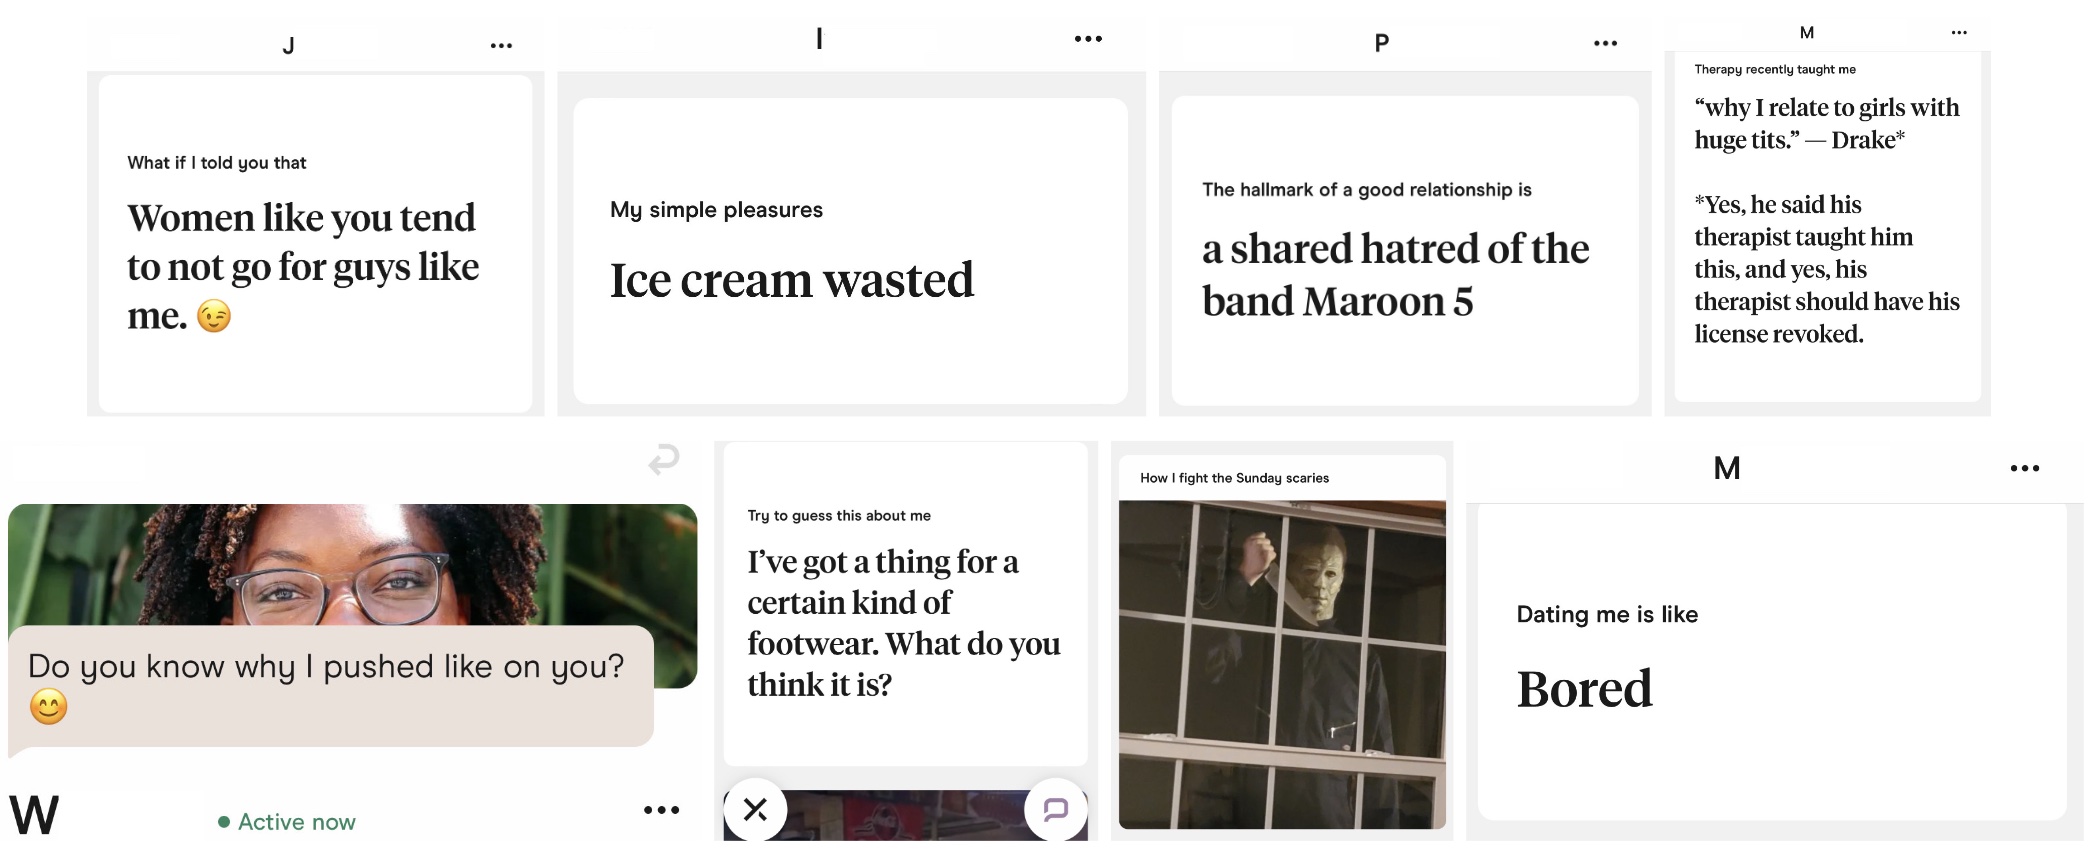 J
...
What if I told you that
Women like you tend
to not go for guys like
me. 😉
I
...
My simple pleasures
Ice cream wasted
P
...
The hallmark of a good relationship is
a shared hatred of the
band Maroon 5
M
...
Therapy recently taught me
“why I relate to girls with
huge tits.” — Drake*
*Yes, he said his
therapist taught him
this, and yes, his
therapist should have his
license revoked.
Do you know why I pushed like on you?
😊
W
Active now
...
Try to guess this about me
I’ve got a thing for a
certain kind of
footwear. What do you
think it is?
How I fight the Sunday scaries
M
...
Dating me is like
Bored